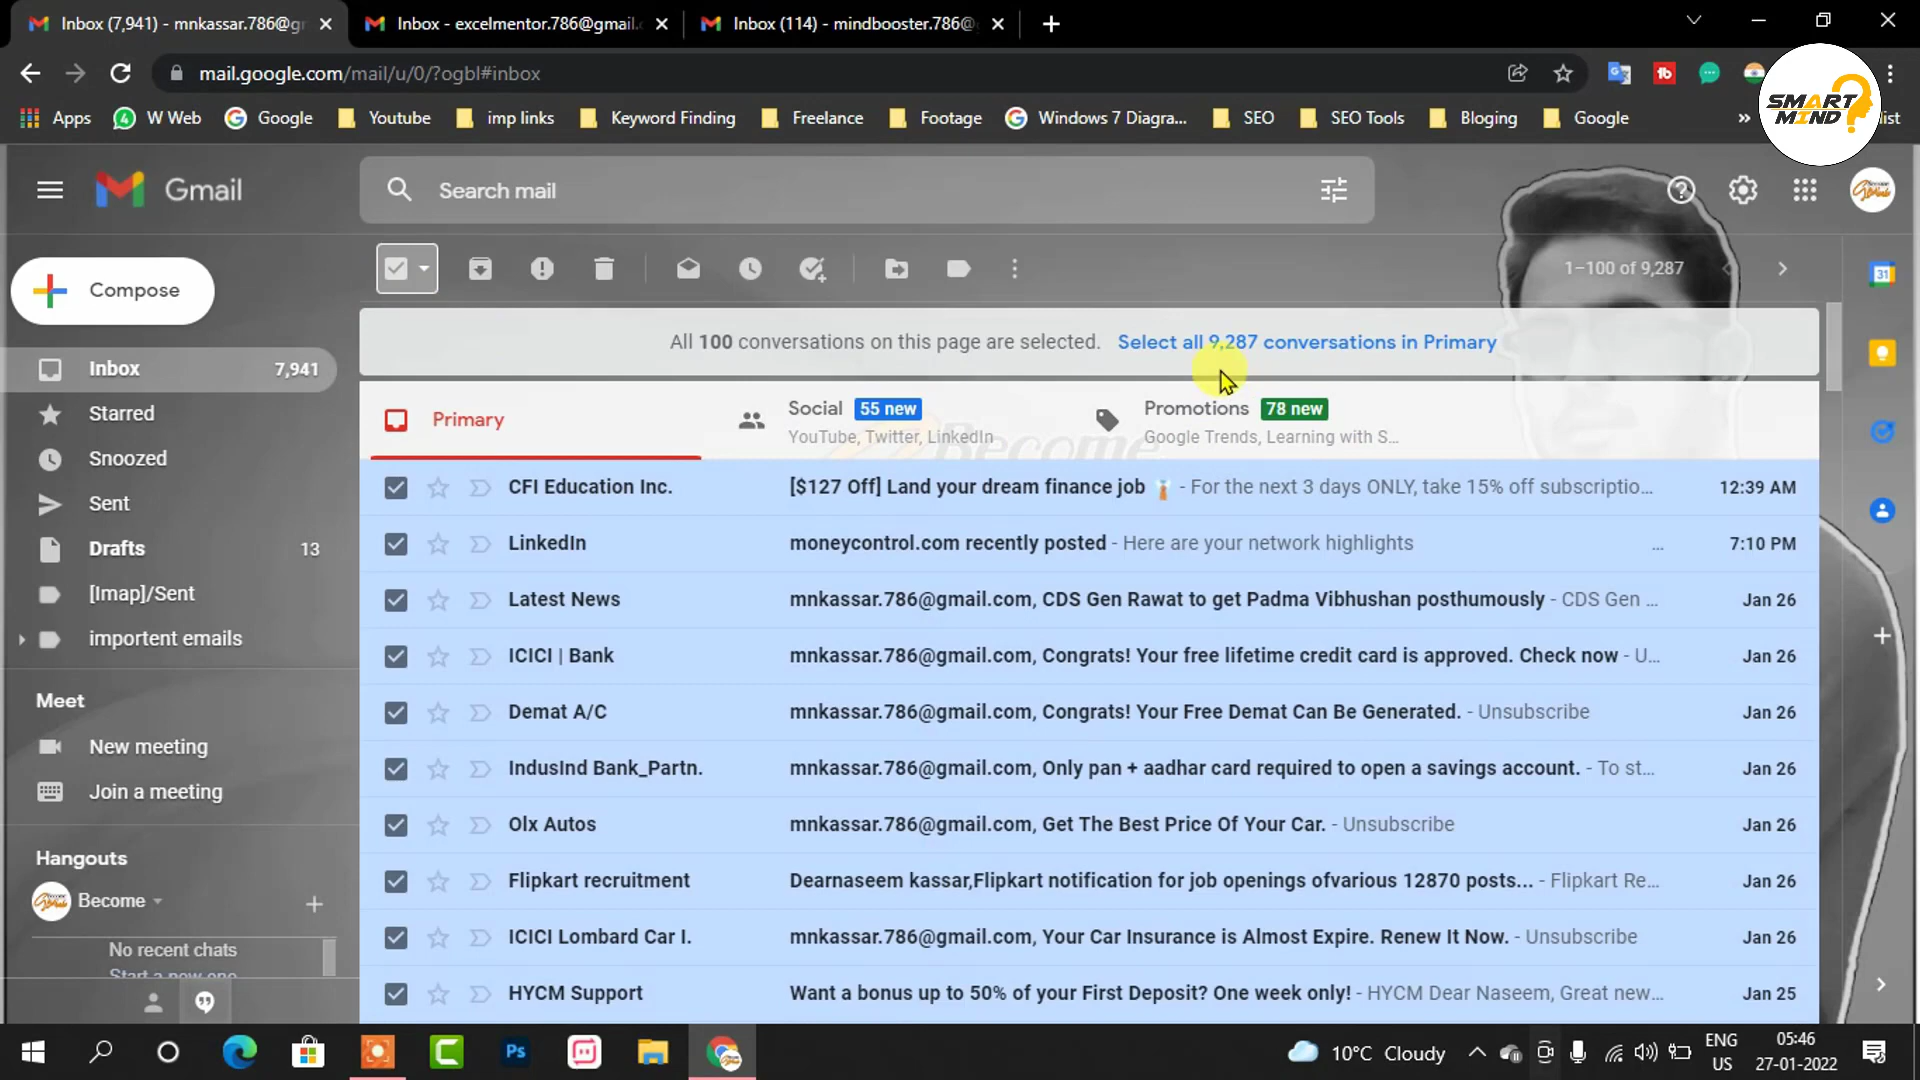 Inbox (7,941) - mnkassar.786@gr
Inbox - excelmentor.786@gmail.
Inbox (114) - mindbooster.786@
mail.google.com/mail/u/0/?ogbl#inbox
Apps
W Web
Google
Youtube
imp links
Keyword Finding
Freelance
Footage
Windows 7 Diagra...
SEO
SEO Tools
Bloging
Google
»
list
SMART
MIND
Gmail
Search mail
Compose
1–100 of 9,287
31
All 100 conversations on this page are selected. Select all 9,287 conversations in Primary
Inbox 7,941
Starred
Snoozed
Sent
Drafts 13
[Imap]/Sent
importent emails
Meet
New meeting
Join a meeting
Hangouts
Become
No recent chats
Start a new one
Primary
Social 55 new
YouTube, Twitter, LinkedIn
Promotions 78 new
Google Trends, Learning with S...
Become
CFI Education Inc. [$127 Off] Land your dream finance job 👔 - For the next 3 days ONLY, take 15% off subscriptio... 12:39 AM
LinkedIn moneycontrol.com recently posted - Here are your network highlights ... 7:10 PM
Latest News mnkassar.786@gmail.com, CDS Gen Rawat to get Padma Vibhushan posthumously - CDS Gen ... Jan 26
ICICI | Bank mnkassar.786@gmail.com, Congrats! Your free lifetime credit card is approved. Check now - U... Jan 26
Demat A/C mnkassar.786@gmail.com, Congrats! Your Free Demat Can Be Generated. - Unsubscribe Jan 26
IndusInd Bank_Partn. mnkassar.786@gmail.com, Only pan + aadhar card required to open a savings account. - To st... Jan 26
Olx Autos mnkassar.786@gmail.com, Get The Best Price Of Your Car. - Unsubscribe Jan 26
Flipkart recruitment Dearnaseem kassar,Flipkart notification for job openings ofvarious 12870 posts... - Flipkart Re... Jan 26
ICICI Lombard Car I. mnkassar.786@gmail.com, Your Car Insurance is Almost Expire. Renew It Now. - Unsubscribe Jan 26
HYCM Support Want a bonus up to 50% of your First Deposit? One week only! - HYCM Dear Naseem, Great new... Jan 25
Ps
10°C Cloudy
ENG
US
05:46
27-01-2022